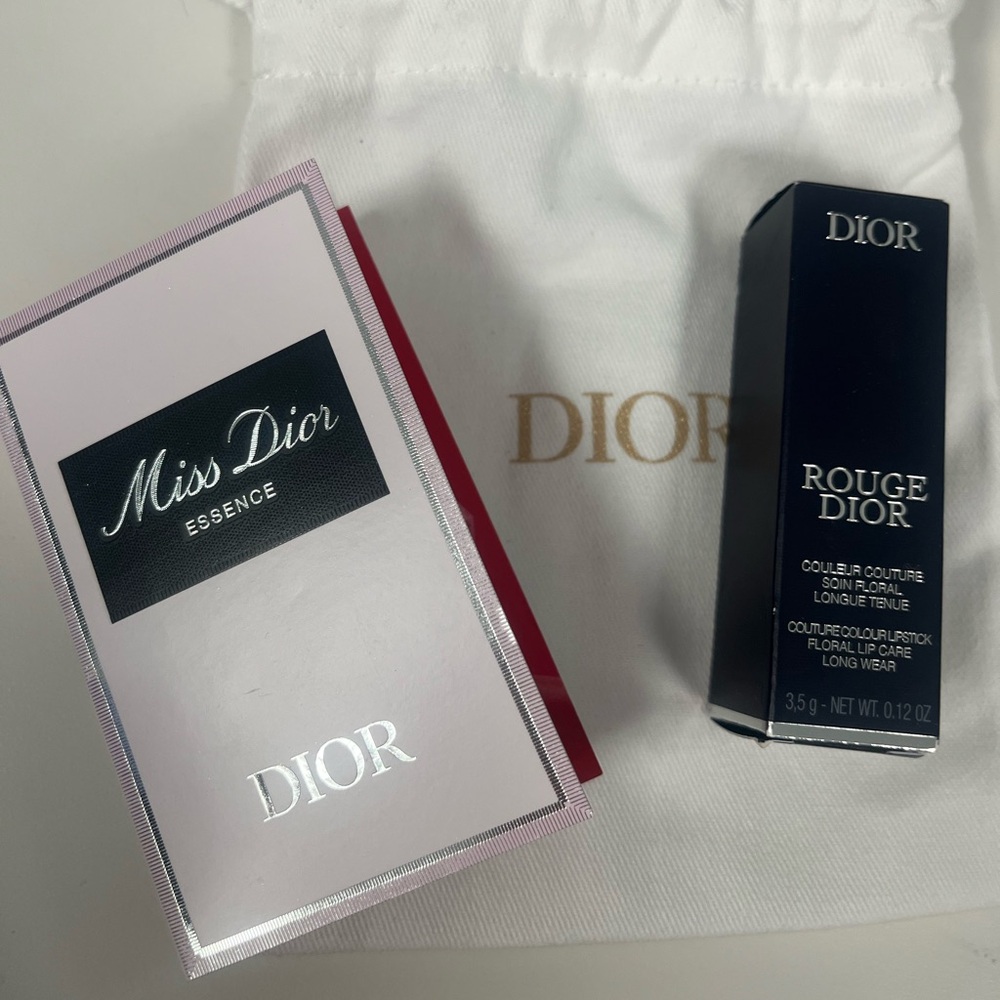 Miss Dior
ESSENCE
DIOR
DIOR
DIOR
ROUGE
DIOR
COULEUR COUTURE
SOIN FLORAL
LONGUE TENUE
COUTURE COLOUR LIPSTICK
FLORAL LIP CARE
LONG WEAR
3,5 g - NET WT. 0.12 OZ